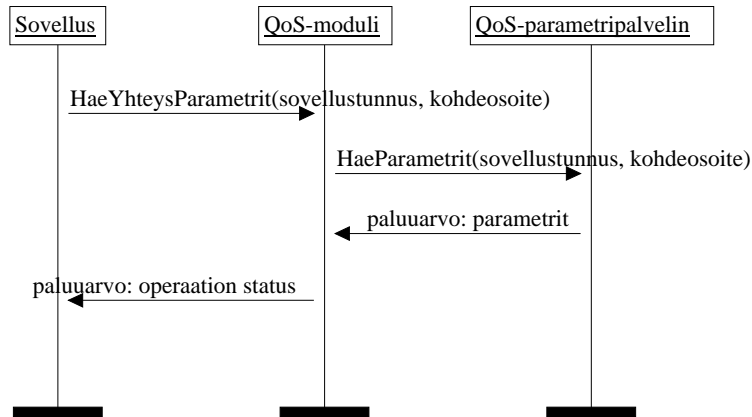 Sovellus
QoS-moduli
QoS-parametripalvelin
HaeYhteysParametrit(sovellustunnus, kohdeosoite)
HaeParametrit(sovellustunnus, kohdeosoite)
paluuarvo: parametrit
paluuarvo: operaation status